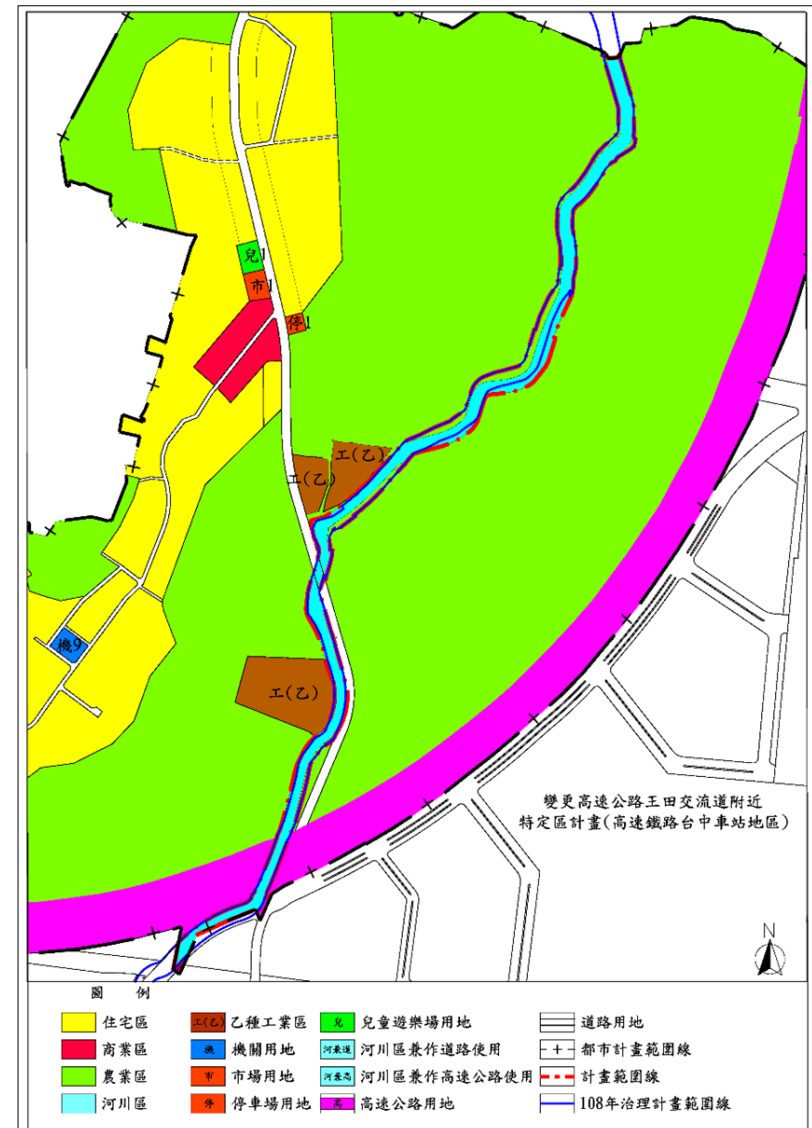 兒1
市1
停1
工(乙)
工(乙)
機9
工(乙)
變更高速公路王田交流道附近
特定區計畫(高速鐵路台中車站地區)
N
圖 例
住宅區 工(乙) 乙種工業區 兒 兒童遊樂場用地 道路用地
商業區 機 機關用地 河兼道 河川區兼作道路使用 都市計畫範圍線
農業區 市 市場用地 河兼高 河川區兼作高速公路使用 計畫範圍線
河川區 停 停車場用地 高 高速公路用地 108年治理計畫範圍線